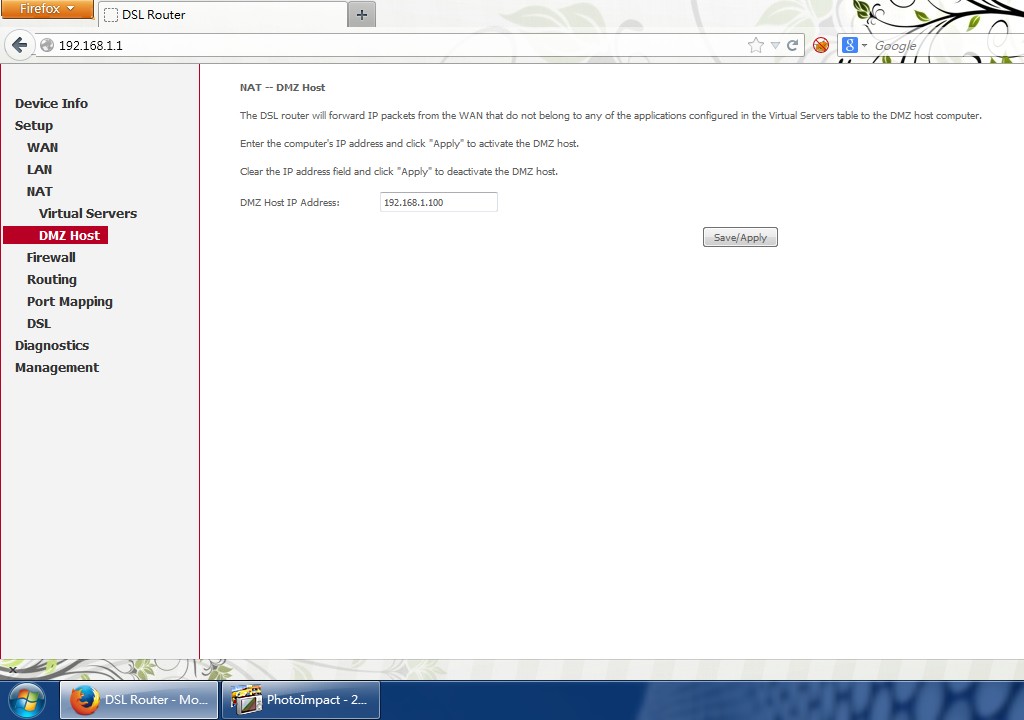 Firefox
DSL Router
192.168.1.1
Google
Device Info
Setup
WAN
LAN
NAT
Virtual Servers
DMZ Host
Firewall
Routing
Port Mapping
DSL
Diagnostics
Management
NAT -- DMZ Host
The DSL router will forward IP packets from the WAN that do not belong to any of the applications configured in the Virtual Servers table to the DMZ host computer.
Enter the computer's IP address and click "Apply" to activate the DMZ host.
Clear the IP address field and click "Apply" to deactivate the DMZ host.
DMZ Host IP Address: 192.168.1.100
Save/Apply
DSL Router - Mo...
PhotoImpact - 2...